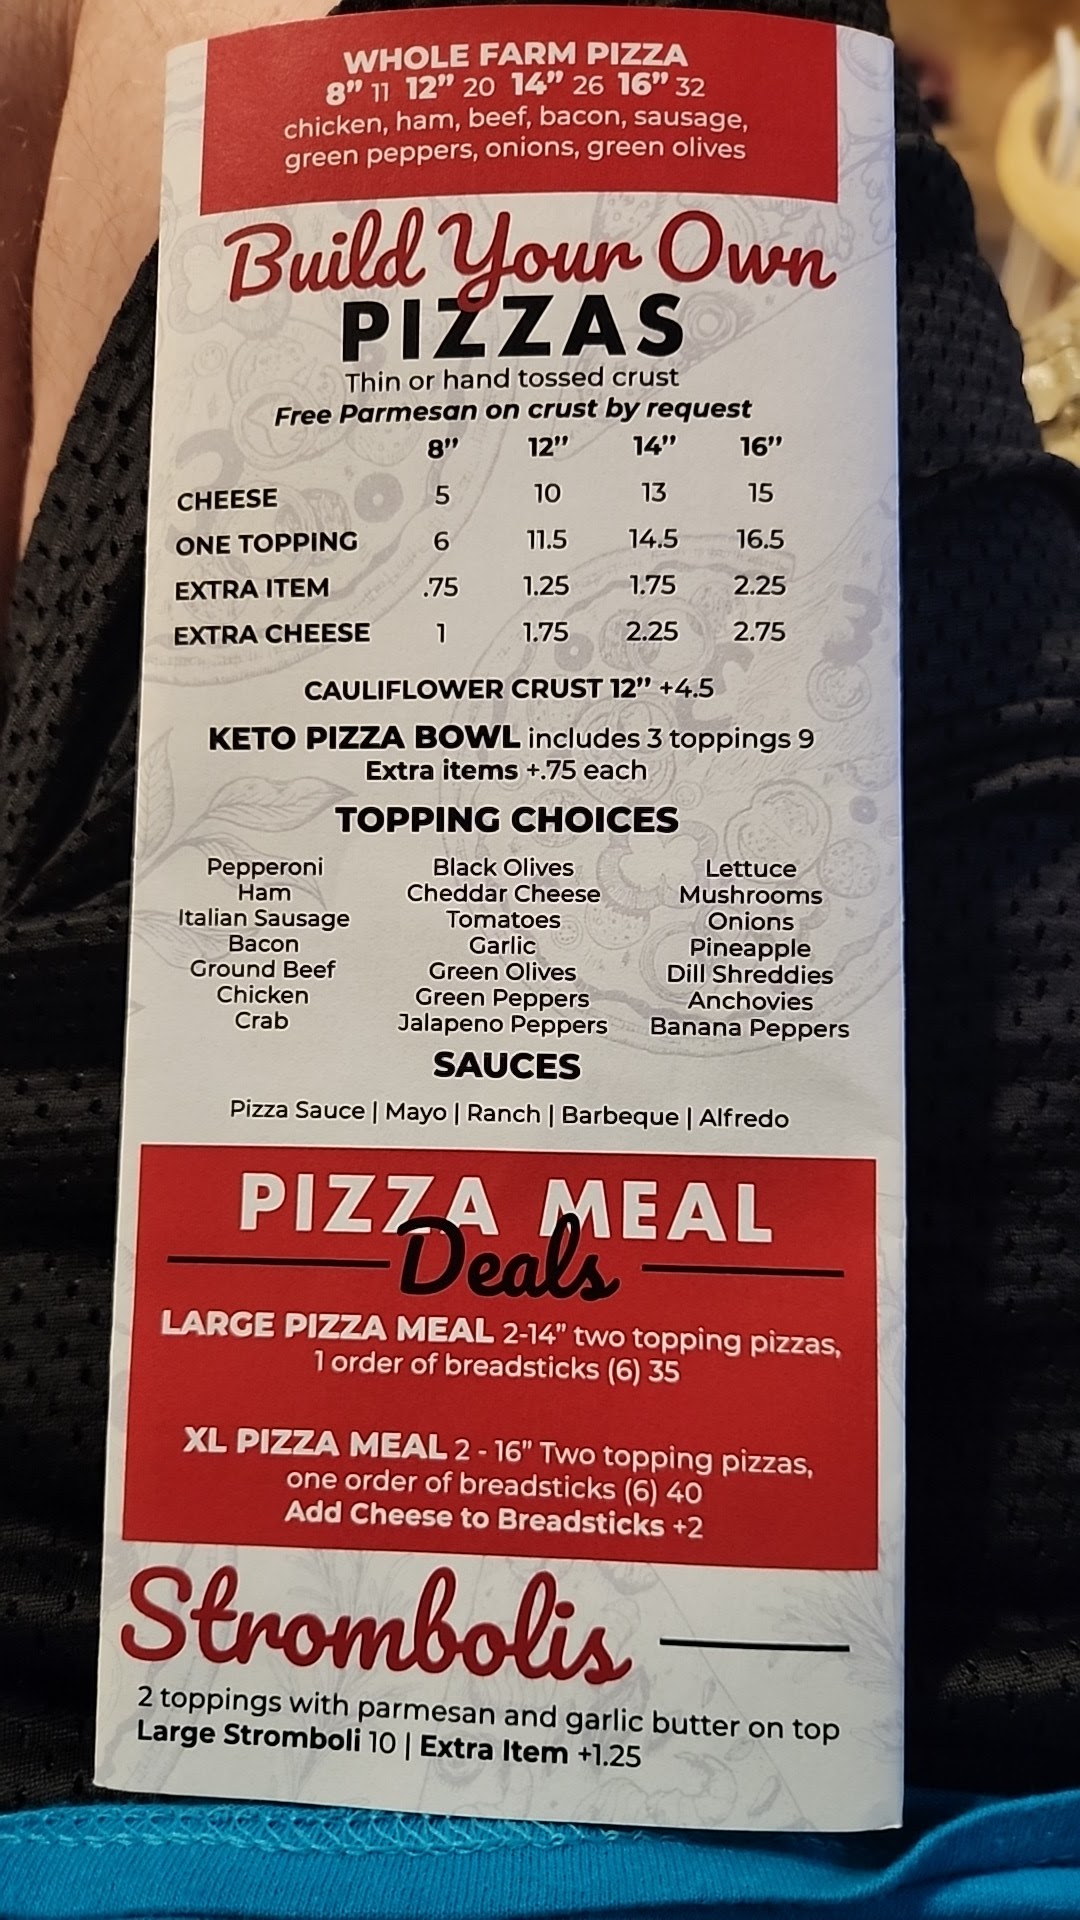 WHOLE FARM PIZZA
8” 11 12” 20 14” 26 16” 32
chicken, ham, beef, bacon, sausage,
green peppers, onions, green olives
Build Your Own
PIZZAS
Thin or hand tossed crust
Free Parmesan on crust by request
8” 12” 14” 16”
CHEESE 5 10 13 15
ONE TOPPING 6 11.5 14.5 16.5
EXTRA ITEM .75 1.25 1.75 2.25
EXTRA CHEESE 1 1.75 2.25 2.75
CAULIFLOWER CRUST 12” +4.5
KETO PIZZA BOWL includes 3 toppings 9
Extra items +.75 each
TOPPING CHOICES
Pepperoni Black Olives Lettuce
Ham Cheddar Cheese Mushrooms
Italian Sausage Tomatoes Onions
Bacon Garlic Pineapple
Ground Beef Green Olives Dill Shreddies
Chicken Green Peppers Anchovies
Crab Jalapeno Peppers Banana Peppers
SAUCES
Pizza Sauce | Mayo | Ranch | Barbeque | Alfredo
PIZZA MEAL
Deals
LARGE PIZZA MEAL 2-14" two topping pizzas,
1 order of breadsticks (6) 35
XL PIZZA MEAL 2 - 16" Two topping pizzas,
one order of breadsticks (6) 40
Add Cheese to Breadsticks +2
Strombolis
2 toppings with parmesan and garlic butter on top
Large Stromboli 10 | Extra Item +1.25